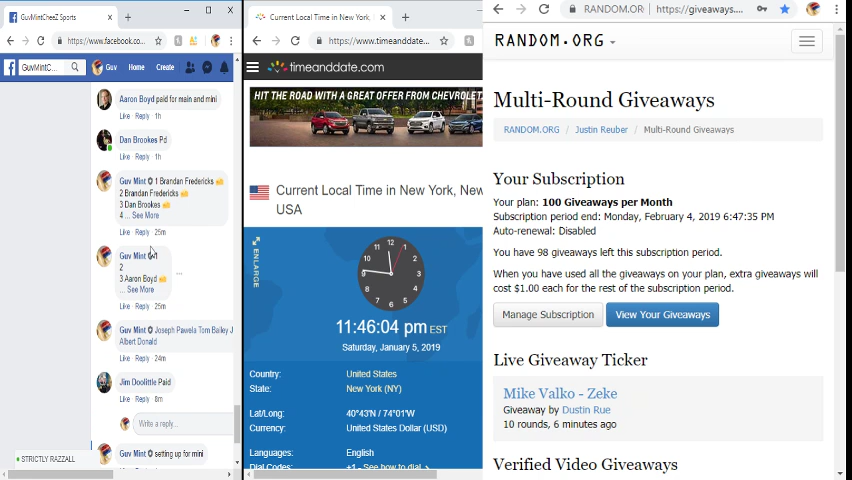 GuvMintCheeZ Sports
https://www.facebook.co...
GuvMintC...
Guv
Home
Create
Aaron Boyd paid for main and mini
Like Reply 1h
Dan Brookes Pd
Like Reply 1h
Guv Mint 1 Brandan Fredericks
2 Brandan Fredericks
3 Dan Brookes
4 ... See More
Like Reply 25m
Guv Mint
2
3 Aaron Boyd
... See More
Like Reply 25m
Guv Mint Joseph Pawela Tom Bailey J
Albert Donald
Like Reply 24m
Jim Doolittle Paid
Like Reply 8m
Write a reply...
Guv Mint setting up for mini
STRICTLY RAZZALL
Current Local Time in New York,
https://www.timeanddate...
timeanddate.com
HIT THE ROAD WITH A GREAT OFFER FROM CHEVROLET
Current Local Time in New York, New
USA
ENLARGE
11:46:04 pm EST
Saturday, January 5, 2019
Country: United States
State: New York (NY)
Lat/Long: 40°43'N / 74°01'W
Currency: United States Dollar (USD)
Languages: English
Dial Codes: +1 - See how to dial
RANDOM.OR...
https://giveaways....
RANDOM.ORG
Multi-Round Giveaways
RANDOM.ORG / Justin Reuber / Multi-Round Giveaways
Your Subscription
Your plan: 100 Giveaways per Month
Subscription period end: Monday, February 4, 2019 6:47:35 PM
Auto-renewal: Disabled
You have 98 giveaways left this subscription period.
When you have used all the giveaways on your plan, extra giveaways will
cost $1.00 each for the rest of the subscription period.
Manage Subscription
View Your Giveaways
Live Giveaway Ticker
Mike Valko - Zeke
Giveaway by Dustin Rue
10 rounds, 6 minutes ago
Verified Video Giveaways